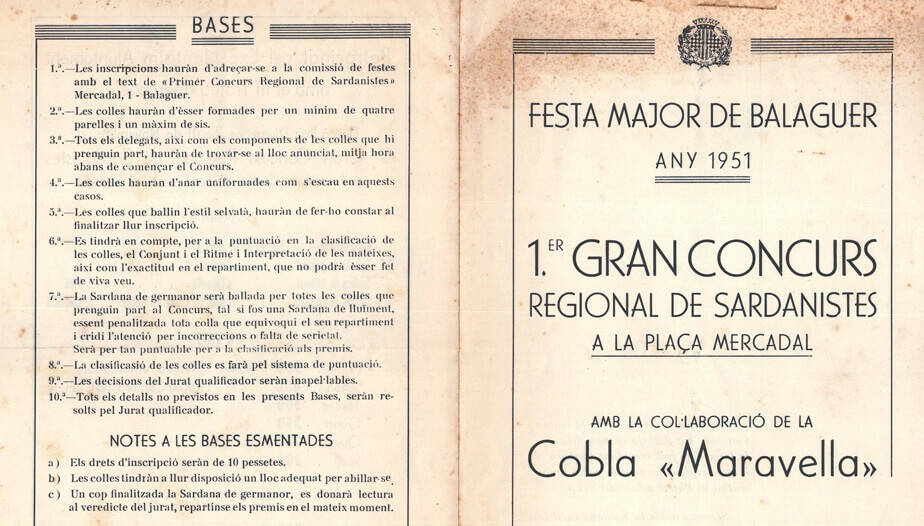 BASES
1.ª.—Les inscripcions hauràn d'adreçar-se a la comissió de festes
amb el text de «Primer Concurs Regional de Sardanistes»
Mercadal, 1 - Balaguer.
2.ª.—Les colles hauràn d'èsser formades per un minim de quatre
parelles i un màxim de sis.
3.ª.—Tots els delegats, aixi com els components de les colles que hi
prenguin part, hauràn de trovar-se al lloc anunciat, mitja hora
abans de començar el Concurs.
4.ª.—Les colles hauràn d'anar uniformades com s'escau en aquests
casos.
5.ª.—Les colles que ballin l'estil selvatà, hauràn de fer-ho constar al
finalitzar llur inscripció.
6.ª.—Es tindrà en compte, per a la puntuació en la clasificació de
les colles, el Conjunt i el Ritme i Interpretació de les mateixes,
aixi com l'exactitud en el repartiment, que no podrà èsser fet
de viva veu.
7.ª.—La Sardana de germanor serà ballada per totes les colles que
prenguin part al Concurs, tal si fos una Sardana de lluïment,
essent penalitzada tota colla que equivoqui el seu repartiment
i cridi l'atenció per incorreccions o falta de serietat.
Serà per tan puntuable per a la clasificació als premis.
8.ª.—La clasificasió de les colles es farà pel sistema de puntuació.
9.ª.—Les decisions del Jurat qualificador seràn inapel·lables.
10.ª—Tots els detalls no previstos en les presents Bases, seràn re-
solts pel Jurat qualificador.
NOTES A LES BASES ESMENTADES
a) Els drets d'inscripció seràn de 10 pessetes.
b) Les colles tindràn a llur disposició un lloc adequat per abillar-se.
c) Un cop finalitzada la Sardana de germanor, es donarà lectura
al veredicte del jurat, repartinse els premis en el mateix moment.
FESTA MAJOR DE BALAGUER
ANY 1951
1.ER GRAN CONCURS
REGIONAL DE SARDANISTES
A LA PLAÇA MERCADAL
AMB LA COL·LABORACIÓ DE LA
Cobla «Maravella»